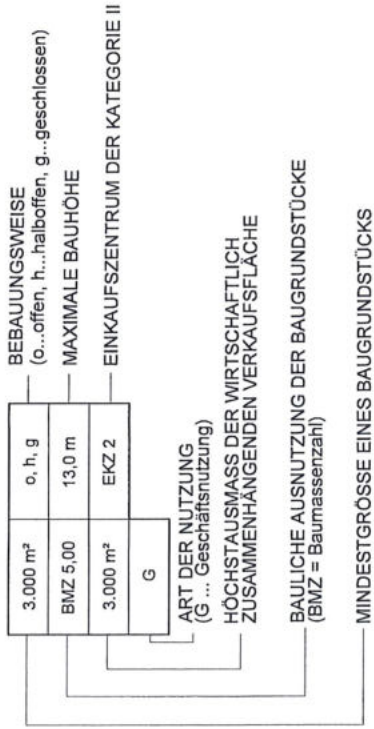 3.000 m²
o, h, g
BMZ 5,00
13,0 m
3.000 m²
EKZ 2
G
BEBAUUNGSWEISE
(o...offen, h...halboffen, g...geschlossen)
MAXIMALE BAUHÖHE
EINKAUFSZENTRUM DER KATEGORIE II
ART DER NUTZUNG
(G ... Geschäftsnutzung)
HÖCHSTAUSMASS DER WIRTSCHAFTLICH
ZUSAMMENHÄNGENDEN VERKAUFSFLÄCHE
BAULICHE AUSNUTZUNG DER BAUGRUNDSTÜCKE
(BMZ = Baumassenzahl)
MINDESTGRÖSSE EINES BAUGRUNDSTÜCKS